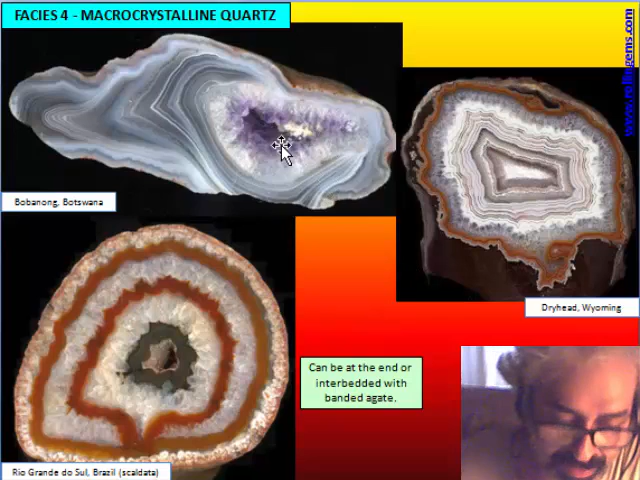 FACIES 4 - MACROCRYSTALLINE QUARTZ
www.rclingems.com
Bobanong, Botswana
Dryhead, Wyoming
Can be at the end or
interbedded with
banded agate.
Rio Grande do Sul, Brazil (scaldata)